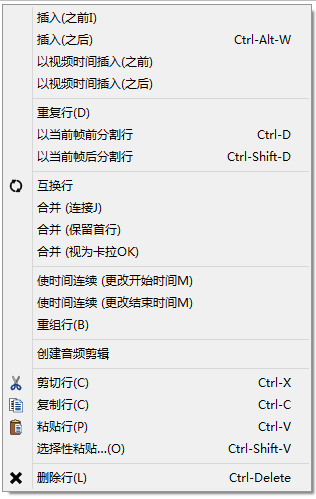 插入(之前I)
插入(之后) Ctrl-Alt-W
以视频时间插入(之前)
以视频时间插入(之后)
重复行(D)
以当前帧前分割行 Ctrl-D
以当前帧后分割行 Ctrl-Shift-D
互换行
合并 (连接J)
合并 (保留首行)
合并 (视为卡拉OK)
使时间连续 (更改开始时间M)
使时间连续 (更改结束时间M)
重组行(B)
创建音频剪辑
剪切行(C) Ctrl-X
复制行(C) Ctrl-C
粘贴行(P) Ctrl-V
选择性粘贴...(O) Ctrl-Shift-V
删除行(L) Ctrl-Delete